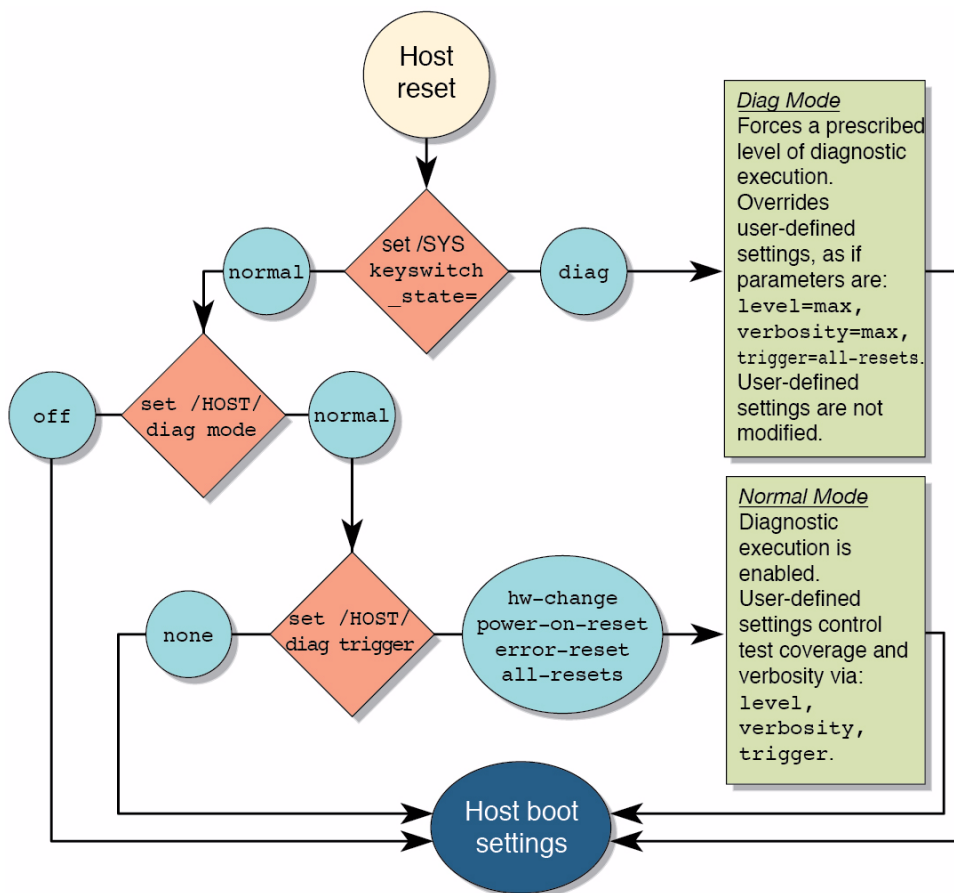 Host
reset
set /SYS
keyswitch
_state=
normal
diag
Diag Mode
Forces a prescribed
level of diagnostic
execution.
Overrides
user-defined
settings, as if
parameters are:
level=max,
verbosity=max,
trigger=all-resets.
User-defined
settings are not
modified.
off
set /HOST/
diag mode
normal
none
set /HOST/
diag trigger
hw-change
power-on-reset
error-reset
all-resets
Normal Mode
Diagnostic
execution is
enabled.
User-defined
settings control
test coverage and
verbosity via:
level,
verbosity,
trigger.
Host boot
settings